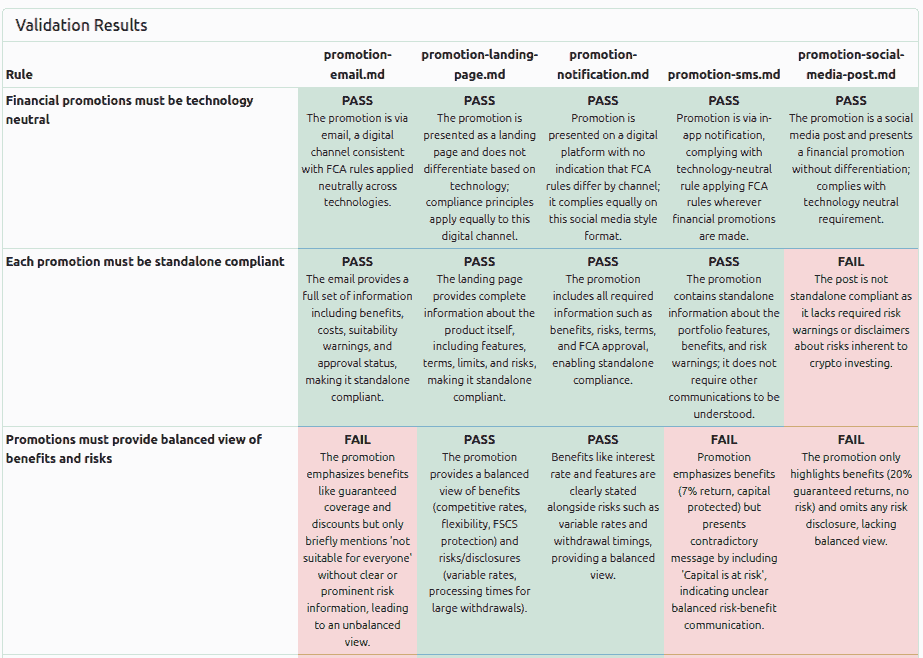 Validation Results
Rule
promotion-
email.md
promotion-landing-
page.md
promotion-
notification.md
promotion-sms.md
promotion-social-
media-post.md
Financial promotions must be technology
neutral
PASS
The promotion is via
email, a digital
channel consistent
with FCA rules applied
neutrally across
technologies.
PASS
The promotion is
presented as a landing
page and does not
differentiate based on
technology;
compliance principles
apply equally to this
digital channel.
PASS
Promotion is
presented on a digital
platform with no
indication that FCA
rules differ by channel;
it complies equally on
this social media style
format.
PASS
Promotion is via in-
app notification,
complying with
technology-neutral
rule applying FCA
rules wherever
financial promotions
are made.
PASS
The promotion is a social
media post and presents
a financial promotion
without differentiation;
complies with
technology neutral
requirement.
Each promotion must be standalone compliant
PASS
The email provides a
full set of information
including benefits,
costs, suitability
warnings, and
approval status,
making it standalone
compliant.
PASS
The landing page
provides complete
information about the
product itself,
including features,
terms, limits, and risks,
making it standalone
compliant.
PASS
The promotion
includes all required
information such as
benefits, risks, terms,
and FCA approval,
enabling standalone
compliance.
PASS
The promotion
contains standalone
information about the
portfolio features,
benefits, and risk
warnings; it does not
require other
communications to be
understood.
FAIL
The post is not
standalone compliant as
it lacks required risk
warnings or disclaimers
about risks inherent to
crypto investing.
Promotions must provide balanced view of
benefits and risks
FAIL
The promotion
emphasizes benefits
like guaranteed
coverage and
discounts but only
briefly mentions 'not
suitable for everyone'
without clear or
prominent risk
information, leading
to an unbalanced
view.
PASS
The promotion
provides a balanced
view of benefits
(competitive rates,
flexibility, FSCS
protection) and
risks/disclosures
(variable rates,
processing times for
large withdrawals).
PASS
Benefits like interest
rate and features are
clearly stated
alongside risks such as
variable rates and
withdrawal timings,
providing a balanced
view.
FAIL
Promotion
emphasizes benefits
(7% return, capital
protected) but
presents
contradictory
message by including
'Capital is at risk',
indicating unclear
balanced risk-benefit
communication.
FAIL
The promotion only
highlights benefits (20%
guaranteed returns, no
risk) and omits any risk
disclosure, lacking
balanced view.